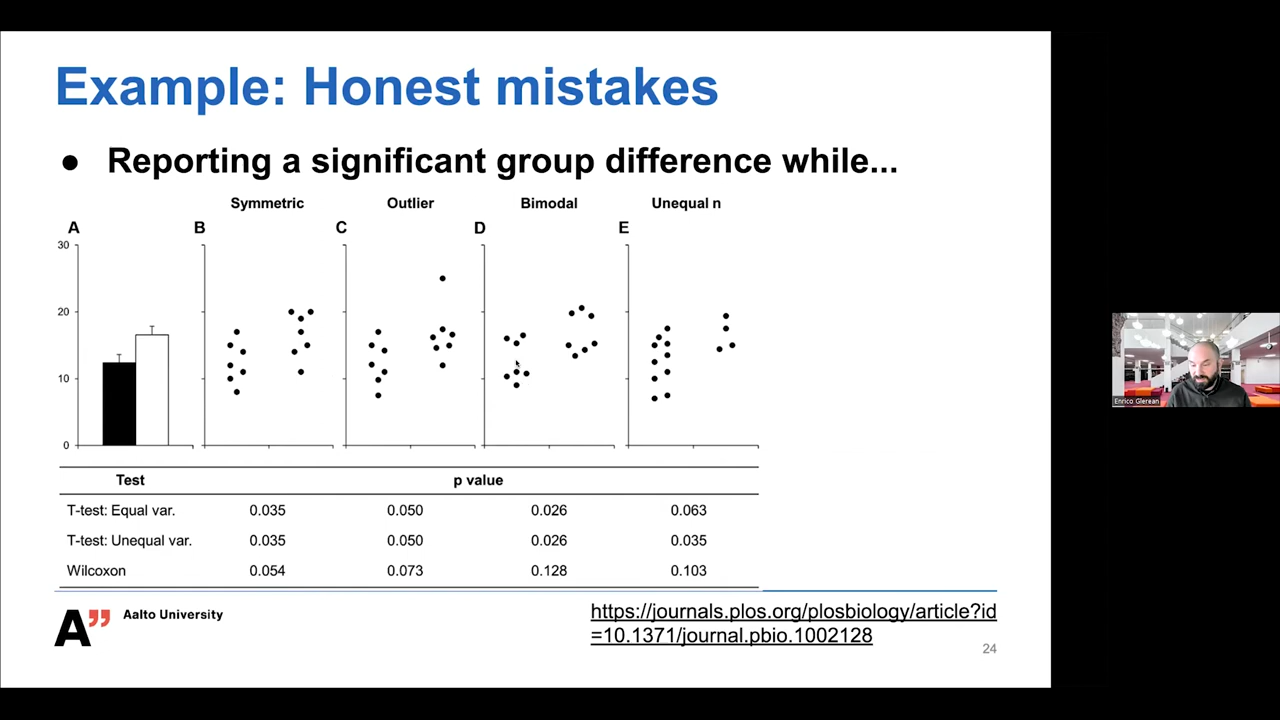 Example: Honest mistakes
● Reporting a significant group difference while...
Symmetric Outlier Bimodal Unequal n
A B C D E
30
20
10
0
Test p value
T-test: Equal var. 0.035 0.050 0.026 0.063
T-test: Unequal var. 0.035 0.050 0.026 0.035
Wilcoxon 0.054 0.073 0.128 0.103
A” Aalto University
https://journals.plos.org/plosbiology/article?id
=10.1371/journal.pbio.1002128
24
Enrico Glerean